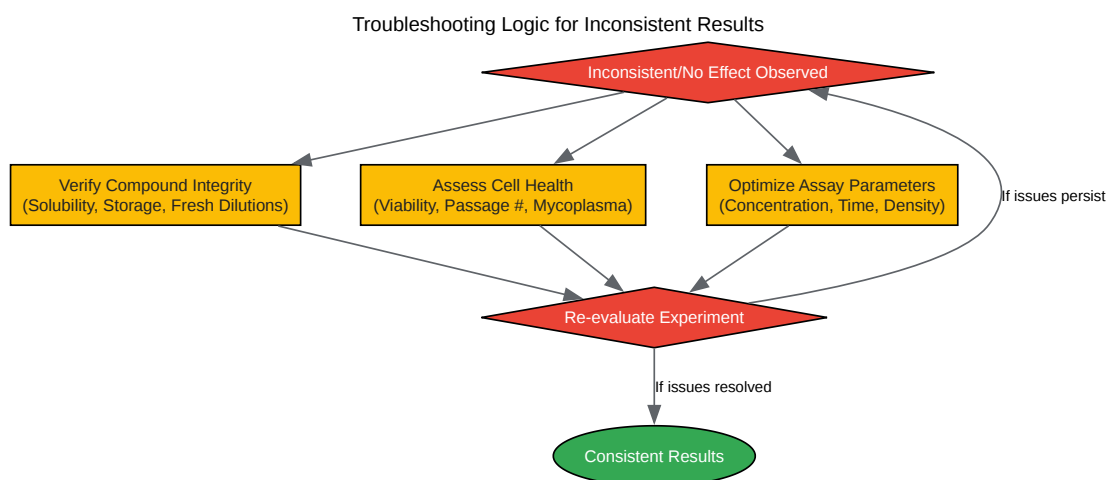 Troubleshooting Logic for Inconsistent Results
Inconsistent/No Effect Observed
Verify Compound Integrity
(Solubility, Storage, Fresh Dilutions)
Assess Cell Health
(Viability, Passage #, Mycoplasma)
Optimize Assay Parameters
(Concentration, Time, Density)
If issues persist
Re-evaluate Experiment
If issues resolved
Consistent Results